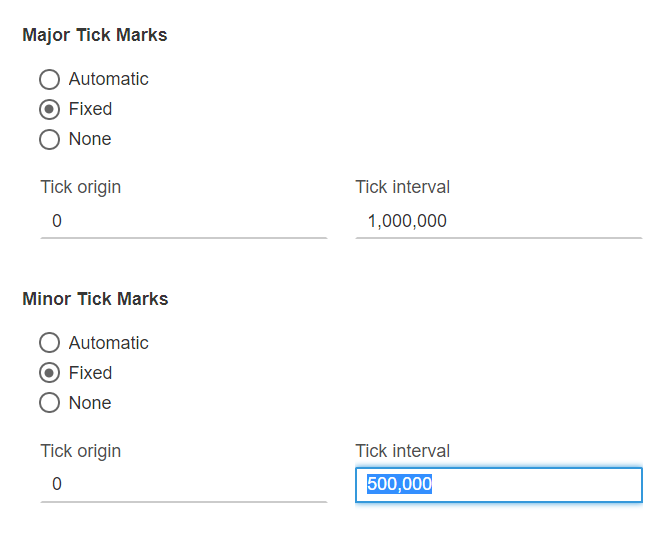 Major Tick Marks
Automatic
Fixed
None
Tick origin Tick interval
0 1,000,000
Minor Tick Marks
Automatic
Fixed
None
Tick origin Tick interval
0 500,000